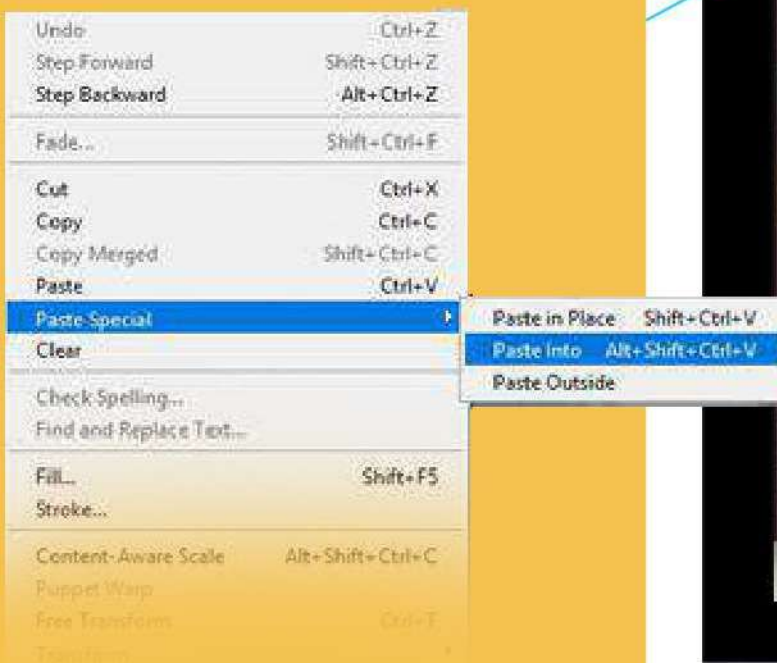 Undo Ctrl+Z
Step Forward Shift+Ctrl+Z
Step Backward Alt+Ctrl+Z
Fade... Shift+Ctrl+F
Cut Ctrl+X
Copy Ctrl+C
Copy Merged Shift+Ctrl+C
Paste Ctrl+V
Paste Special
Paste in Place Shift+Ctrl+V
Paste Into Alt+Shift+Ctrl+V
Paste Outside
Clear
Check Spelling...
Find and Replace Text...
Fill... Shift+F5
Stroke...
Content-Aware Scale Alt+Shift+Ctrl+C
Puppet Warp
Free Transform Ctrl+T
Transform